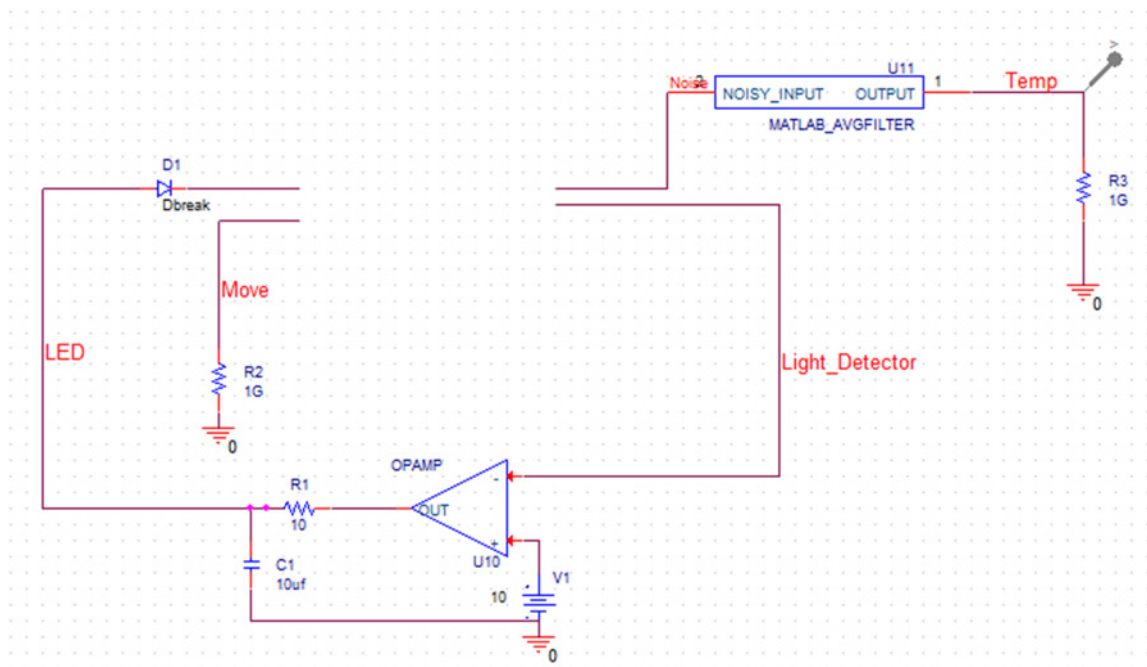 U11
Noise
2
NOISY_INPUT OUTPUT
1
Temp
MATLAB_AVGFILTER
D1
Dbreak
R3
1G
0
Move
LED
R2
1G
0
Light_Detector
OPAMP
R1
10
OUT
-
+
U10
C1
10uf
V1
10
0